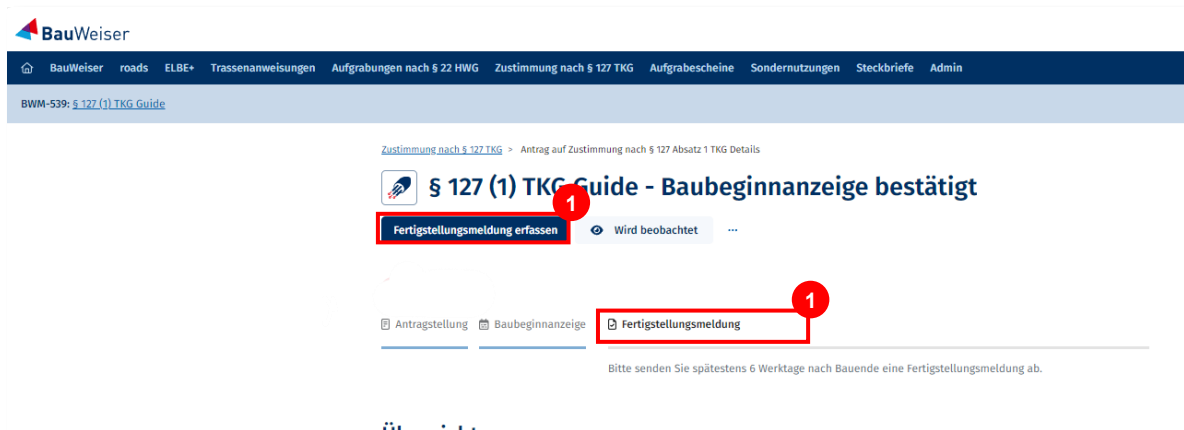 BauWeiser
BauWeiser roads ELBE+ Trassenanweisungen Aufgrabungen nach § 22 HWG Zustimmung nach § 127 TKG Aufgrabescheine Sondernutzungen Steckbriefe Admin
BWM-539: § 127 (1) TKG Guide
Zustimmung nach § 127 TKG > Antrag auf Zustimmung nach § 127 Absatz 1 TKG Details
§ 127 (1) TKG Guide - Baubeginnanzeige bestätigt
1
Fertigstellungsmeldung erfassen Wird beobachtet ...
1
Antragstellung Baubeginnanzeige Fertigstellungsmeldung
Bitte senden Sie spätestens 6 Werktage nach Bauende eine Fertigstellungsmeldung ab.